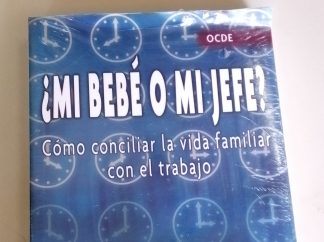 OCDE
¿MI BEBÉ O MI JEFE?
Cómo conciliar la vida familiar
con el trabajo